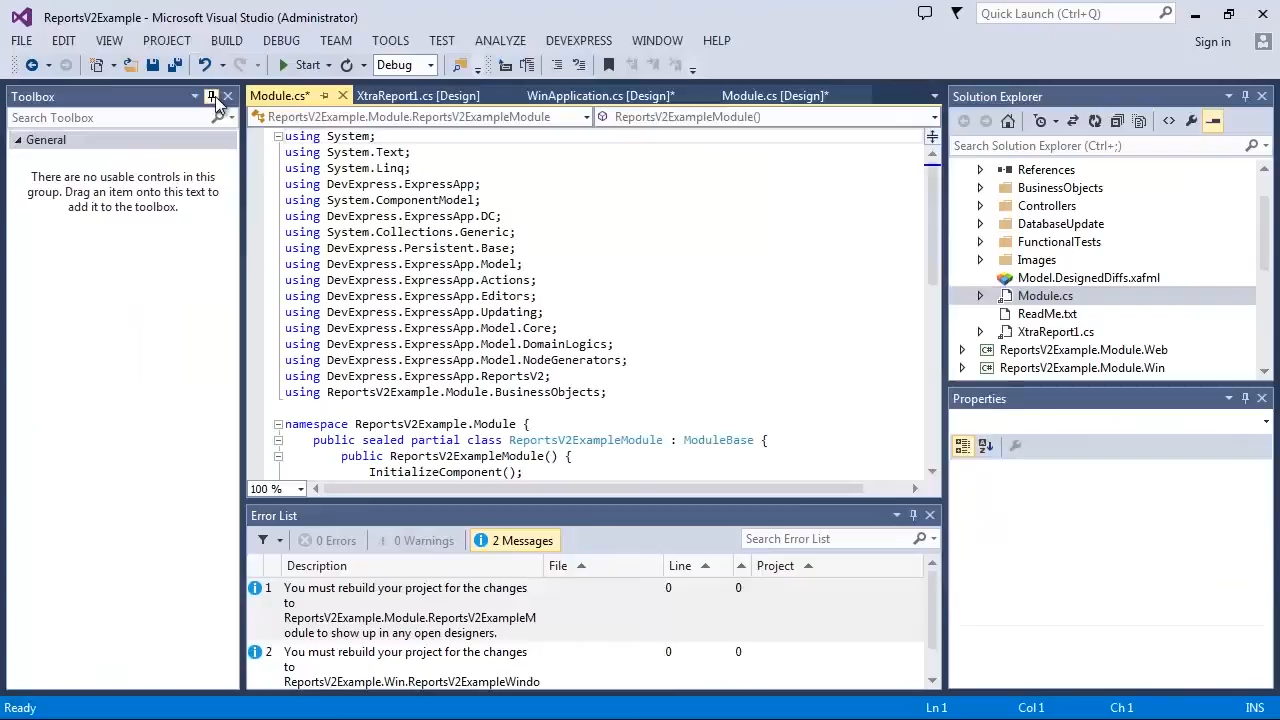 ReportsV2Example - Microsoft Visual Studio (Administrator)
Quick Launch (Ctrl+Q)
FILE EDIT VIEW PROJECT BUILD DEBUG TEAM TOOLS TEST ANALYZE DEVEXPRESS WINDOW HELP
Sign in
Start Debug
Toolbox
Search Toolbox
General
There are no usable controls in this
group. Drag an item onto this text to
add it to the toolbox.
Module.cs* XtraReport1.cs [Design] WinApplication.cs [Design]* Module.cs [Design]*
ReportsV2Example.Module.ReportsV2ExampleModule ReportsV2ExampleModule()
using System;
using System.Text;
using System.Linq;
using DevExpress.ExpressApp;
using System.ComponentModel;
using DevExpress.ExpressApp.DC;
using System.Collections.Generic;
using DevExpress.Persistent.Base;
using DevExpress.ExpressApp.Model;
using DevExpress.ExpressApp.Actions;
using DevExpress.ExpressApp.Editors;
using DevExpress.ExpressApp.Updating;
using DevExpress.ExpressApp.Model.Core;
using DevExpress.ExpressApp.Model.DomainLogics;
using DevExpress.ExpressApp.Model.NodeGenerators;
using DevExpress.ExpressApp.ReportsV2;
using ReportsV2Example.Module.BusinessObjects;
namespace ReportsV2Example.Module {
public sealed partial class ReportsV2ExampleModule : ModuleBase {
public ReportsV2ExampleModule() {
InitializeComponent();
100 %
Error List
0 Errors 0 Warnings 2 Messages
Search Error List
Description File Line Project
1 You must rebuild your project for the changes 0 0
to
ReportsV2Example.Module.ReportsV2ExampleM
odule to show up in any open designers.
2 You must rebuild your project for the changes 0 0
to
ReportsV2Example.Win.ReportsV2ExampleWindo
Solution Explorer
Search Solution Explorer (Ctrl+;)
References
BusinessObjects
Controllers
DatabaseUpdate
FunctionalTests
Images
Model.DesignedDiffs.xafml
Module.cs
ReadMe.txt
XtraReport1.cs
C# ReportsV2Example.Module.Web
C# ReportsV2Example.Module.Win
Properties
Ready Ln 1 Col 1 Ch 1 INS